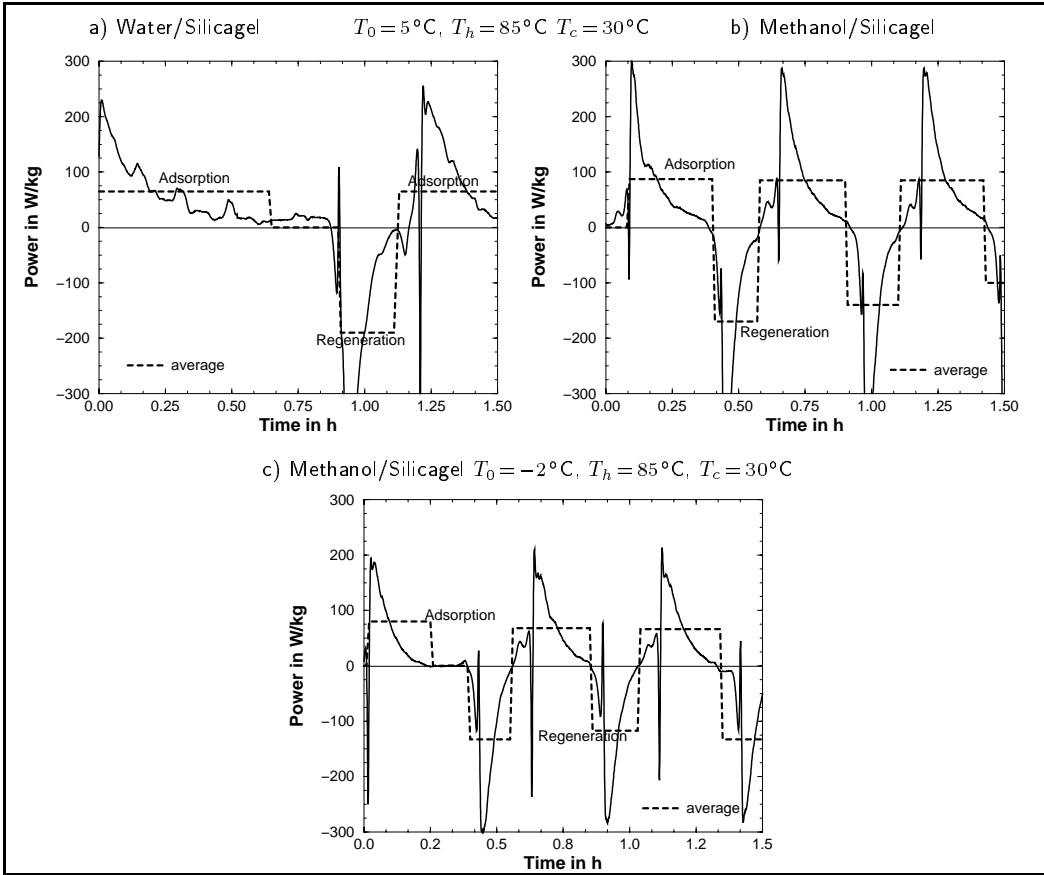 a) Water/Silicagel T₀=5°C, Tₕ=85°C T꜀=30°C b) Methanol/Silicagel
300
200
100
0
−100
−200
−300
Power in W/kg
Adsorption
Adsorption
Regeneration
average
0.00 0.25 0.50 0.75 1.00 1.25 1.50
Time in h
300
200
100
0
−100
−200
−300
Power in W/kg
Adsorption
Regeneration
average
0.00 0.25 0.50 0.75 1.00 1.25 1.50
Time in h
c) Methanol/Silicagel T₀=−2°C, Tₕ=85°C, T꜀=30°C
300
200
100
0
−100
−200
−300
Power in W/kg
Adsorption
Regeneration
average
0.0 0.2 0.5 0.8 1.0 1.2 1.5
Time in h